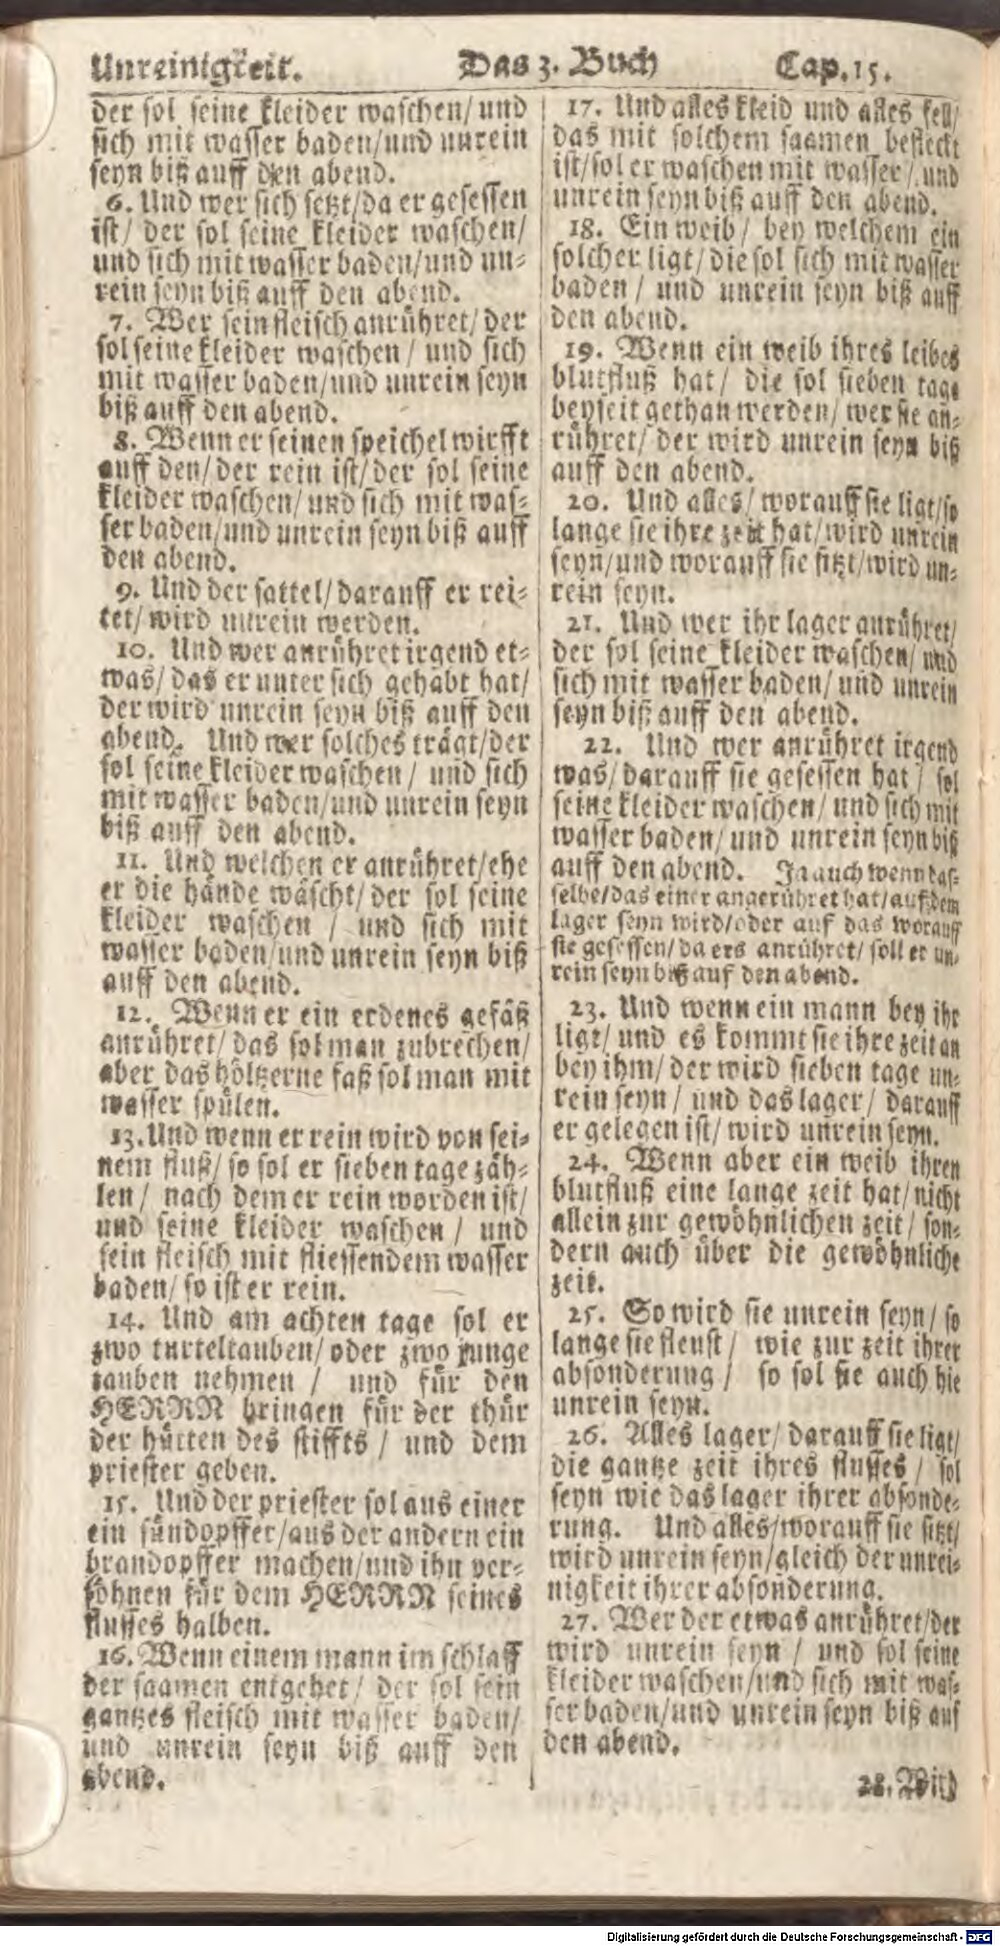 Unreinigkeit. Das 3. Buch Cap. 15.
der sol seine kleider waschen/ und
sich mit wasser baden/und unrein
seyn biß auff den abend.
6. Und wer sich setzt/da er gesessen
ist/ der sol seine kleider waschen/
und sich mit wasser baden/und un-
rein seyn biß auff den abend.
7. Wer sein fleisch anrühret/ der
sol seine kleider waschen/ und sich
mit wasser baden/und unrein seyn
biß auff den abend.
8. Wenn er seinen speichel wirfft
auff den/ der rein ist/der sol seine
kleider waschen/ und sich mit was-
ser baden/und unrein seyn biß auff
den abend.
9. Und der sattel/darauff er rei-
tet/ wird unrein werden.
10. Und wer anrühret irgend et-
was/ das er unter sich gehabt hat/
der wird unrein seyn biß auff den
abend. Und wer solches trägt/der
sol seine kleider waschen/ und sich
mit wasser baden/und unrein seyn
biß auff den abend.
11. Und welchen er anrühret/ehe
er die hände wäscht/ der sol seine
kleider waschen / und sich mit
wasser baden/und unrein seyn biß
auff den abend.
12. Wenn er ein erdenes gefäß
anrühret/ das sol man zubrechen/
aber das höltzerne faß sol man mit
wasser spülen.
13. Und wenn er rein wird von sei-
nem fluß/ so sol er sieben tage zäh-
len/ nach dem er rein worden ist/
und seine kleider waschen / und
sein fleisch mit fliessendem wasser
baden/ so ist er rein.
14. Und am achten tage sol er
zwo turteltauben/oder zwo junge
tauben nehmen / und für den
HERRN bringen für der thür
der hütten des stiffts / und dem
priester geben.
15. Und der priester sol aus einer
ein sündopffer/aus der andern ein
brandopffer machen/und ihn ver-
söhnen für dem HERRN seines
flusses halben.
16. Wenn einem mann im schlaff
der saamen entgehet/ der sol sein
gantzes fleisch mit wasser baden/
und unrein seyn biß auff den
abend.
17. Und alles kleid und alles fell/
das mit solchem saamen befleckt
ist/sol er waschen mit wasser/ und
unrein seyn biß auff den abend.
18. Ein weib/ bey welchem ein
solcher ligt/die sol sich mit wasser
baden / und unrein seyn biß auff
den abend.
19. Wenn ein weib ihres leibes
blutfluß hat/ die sol sieben tage
beyseit gethan werden/ wer sie an-
rühret/ der wird unrein seyn biß
auff den abend.
20. Und alles/ worauff sie ligt/so
lange sie ihre zeit hat/wird unrein
seyn/und worauff sie sitzt/wird un-
rein seyn.
21. Und wer ihr lager anrühret/
der sol seine kleider waschen/ und
sich mit wasser baden/ und unrein
seyn biß auff den abend.
22. Und wer anrühret irgend
was/ darauff sie gesessen hat/ sol
seine kleider waschen/ und sich mit
wasser baden/ und unrein seyn biß
auff den abend. Ja auch wenn das-
selbe/das einer angerühret hat/auf dem
lager seyn wird/oder auf das worauff
sie gesessen/da ers anrühret/ soll er un-
rein seyn biß auf den abend.
23. Und wenn ein mann bey ihr
ligt/ und es kommt sie ihre zeit an
bey ihm/ der wird sieben tage un-
rein seyn/ und das lager/ darauff
er gelegen ist/ wird unrein seyn.
24. Wenn aber ein weib ihren
blutfluß eine lange zeit hat/ nicht
allein zur gewöhnlichen zeit/ son-
dern auch über die gewöhnliche
zeit.
25. So wird sie unrein seyn/ so
lange sie fleust/ wie zur zeit ihrer
absonderung/ so sol sie auch hie
unrein seyn.
26. Alles lager/ darauff sie ligt/
die gantze zeit ihres flusses/ sol
seyn wie das lager ihrer absonde-
rung. Und alles/worauff sie sitzt/
wird unrein seyn/gleich der unrei-
nigkeit ihrer absonderung.
27. Wer der etwas anrühret/der
wird unrein seyn / und sol seine
kleider waschen/und sich mit was-
ser baden/und unrein seyn biß auf
den abend.
28. Wird
Digitalisierung gefördert durch die Deutsche Forschungsgemeinschaft - DFG